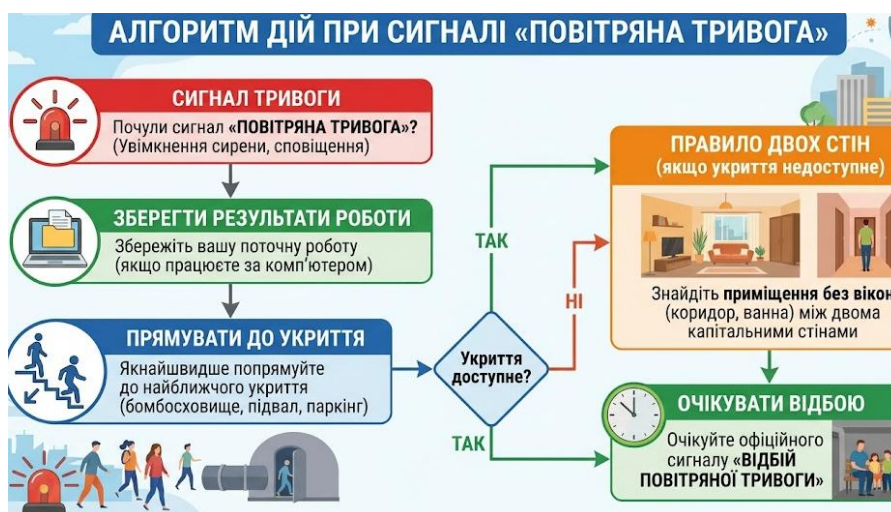 АЛГОРИТМ ДІЙ ПРИ СИГНАЛІ «ПОВІТРЯНА ТРИВОГА»
СИГНАЛ ТРИВОГИ
Почули сигнал «ПОВІТРЯНА ТРИВОГА»?
(Увімкнення сирени, сповіщення)
ЗБЕРЕГТИ РЕЗУЛЬТАТИ РОБОТИ
Збережіть вашу поточну роботу
(якщо працюєте за комп'ютером)
ПРЯМУВАТИ ДО УКРИТТЯ
Якнайшвидше попрямуйте
до найближчого укриття
(бомбосховище, підвал, паркінг)
Укриття
доступне?
ТАК
НІ
ТАК
ПРАВИЛО ДВОХ СТІН
(якщо укриття недоступне)
Знайдіть приміщення без вікон
(коридор, ванна) між двома
капітальними стінами
ОЧІКУВАТИ ВІДБОЮ
Очікуйте офіційного
сигналу «ВІДБІЙ
ПОВІТРЯНОЇ ТРИВОГИ»